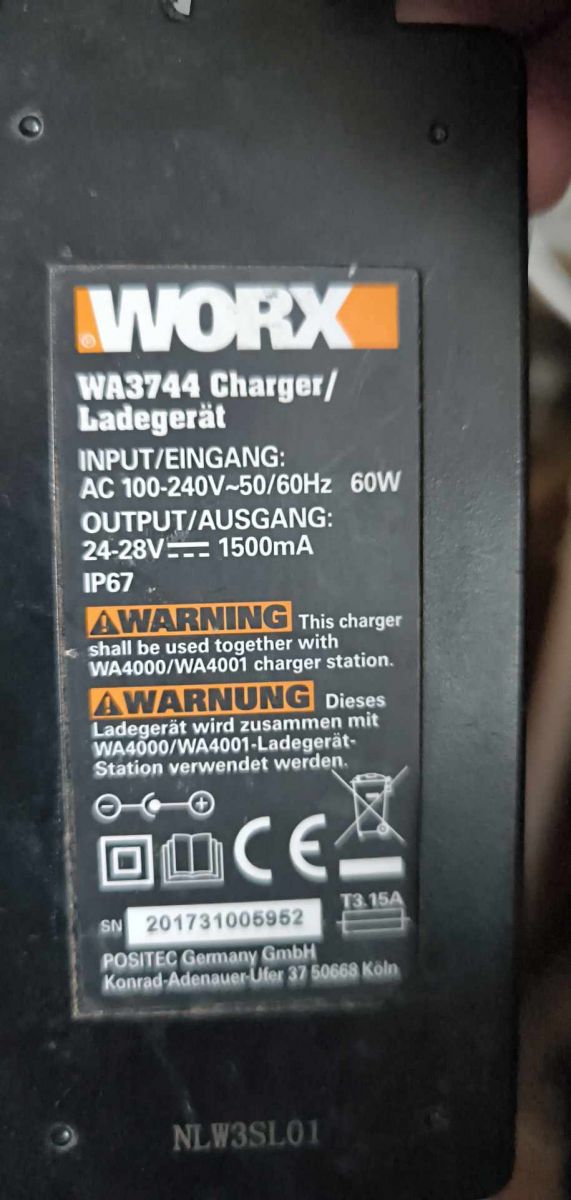 WORX
®
WA3744 Charger/
Ladegerät
INPUT/EINGANG:
AC 100-240V~50/60Hz 60W
OUTPUT/AUSGANG:
24-28V⎓ 1500mA
IP67
WARNING This charger
shall be used together with
WA4000/WA4001 charger station.
WARNUNG Dieses
Ladegerät wird zusammen mit
WA4000/WA4001-Ladegerät-
Station verwendet werden.
CE
T3.15A
SN 201731005952
POSITEC Germany GmbH
Konrad-Adenauer-Ufer 37 50668 Köln
NLW3SL01